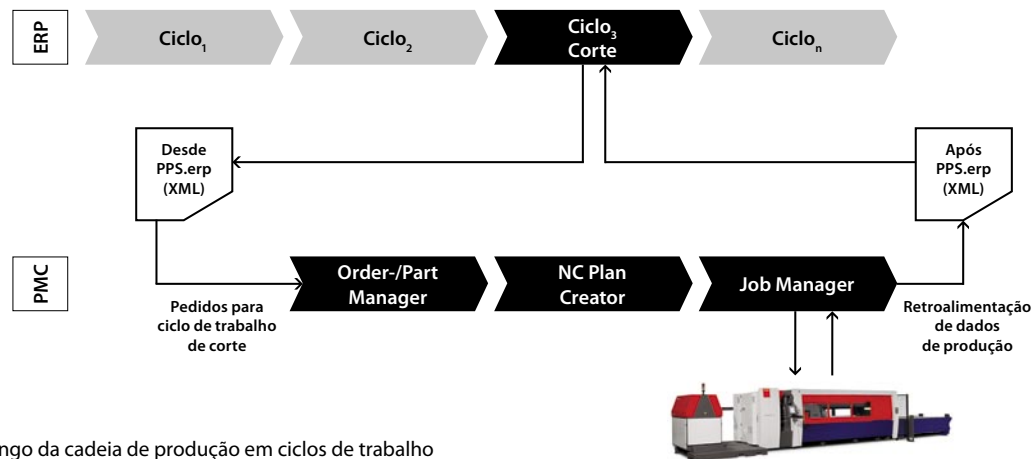 ERP
Ciclo₁
Ciclo₂
Ciclo₃
Corte
Cicloₙ
Desde
PPS.erp
(XML)
Após
PPS.erp
(XML)
PMC
Order-/Part
Manager
NC Plan
Creator
Job Manager
Pedidos para
ciclo de trabalho
de corte
Retroalimentação
de dados
de produção
ngo da cadeia de produção em ciclos de trabalho